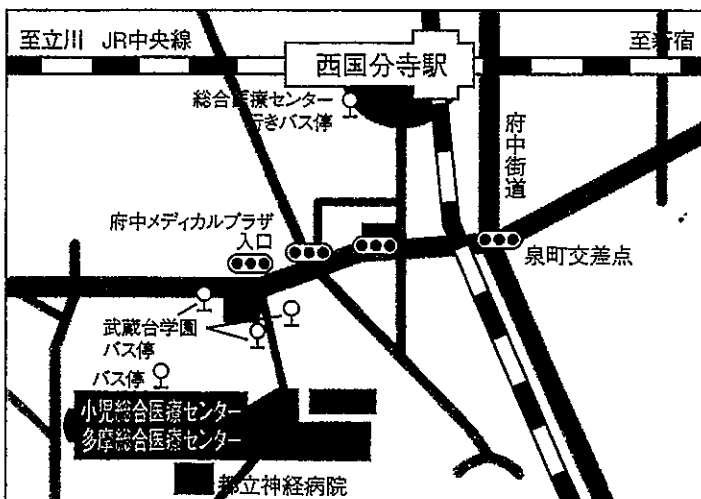 至立川 JR中央線
至新宿
西国分寺駅
総合医療センター
行きバス停
府中街道
府中メディカルプラザ
入口
泉町交差点
武蔵台学園
バス停
バス停
小児総合医療センター
多摩総合医療センター
都立神経病院